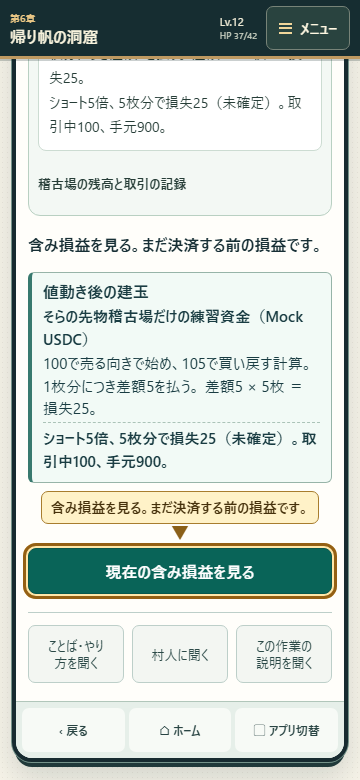 第6章
帰り帆の洞窟
Lv.12
HP 37/42
☰ メニュー
失25。
ショート5倍、5枚分で損失25（未確定）。取
引中100、手元900。
稽古場の残高と取引の記録
含み損益を見る。まだ決済する前の損益です。
値動き後の建玉
そらの先物稽古場だけの練習資金（Mock
USDC）
100で売る向きで始め、105で買い戻す計算。
1枚分につき差額5を払う。差額5 × 5枚 ＝
損失25。
ショート5倍、5枚分で損失25（未確定）。取
引中100、手元900。
含み損益を見る。まだ決済する前の損益です。
現在の含み損益を見る
ことば・やり
方を聞く
村人に聞く
この作業の
説明を聞く
‹ 戻る
⌂ ホーム
□ アプリ切替